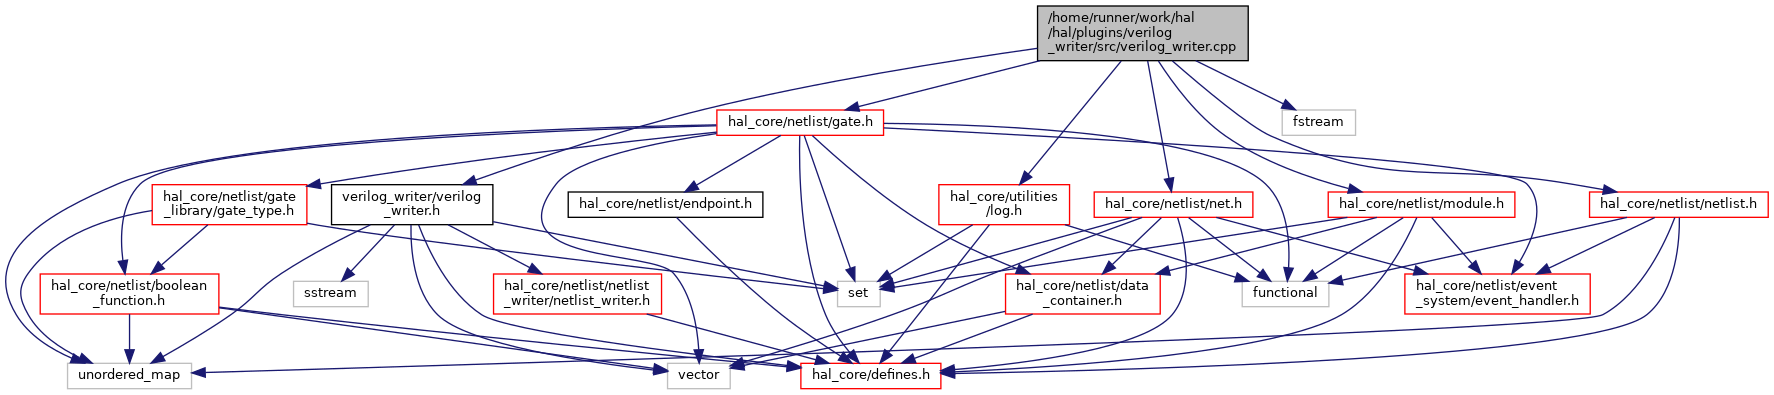 /home/runner/work/hal
/hal/plugins/verilog
_writer/src/verilog_writer.cpp
hal_core/netlist/gate.h
fstream
hal_core/netlist/gate
_library/gate_type.h
verilog_writer/verilog
_writer.h
hal_core/netlist/endpoint.h
hal_core/utilities
/log.h
hal_core/netlist/net.h
hal_core/netlist/module.h
hal_core/netlist/netlist.h
hal_core/netlist/boolean
_function.h
sstream
hal_core/netlist/netlist
_writer/netlist_writer.h
set
hal_core/netlist/data
_container.h
functional
hal_core/netlist/event
_system/event_handler.h
unordered_map
vector
hal_core/defines.h